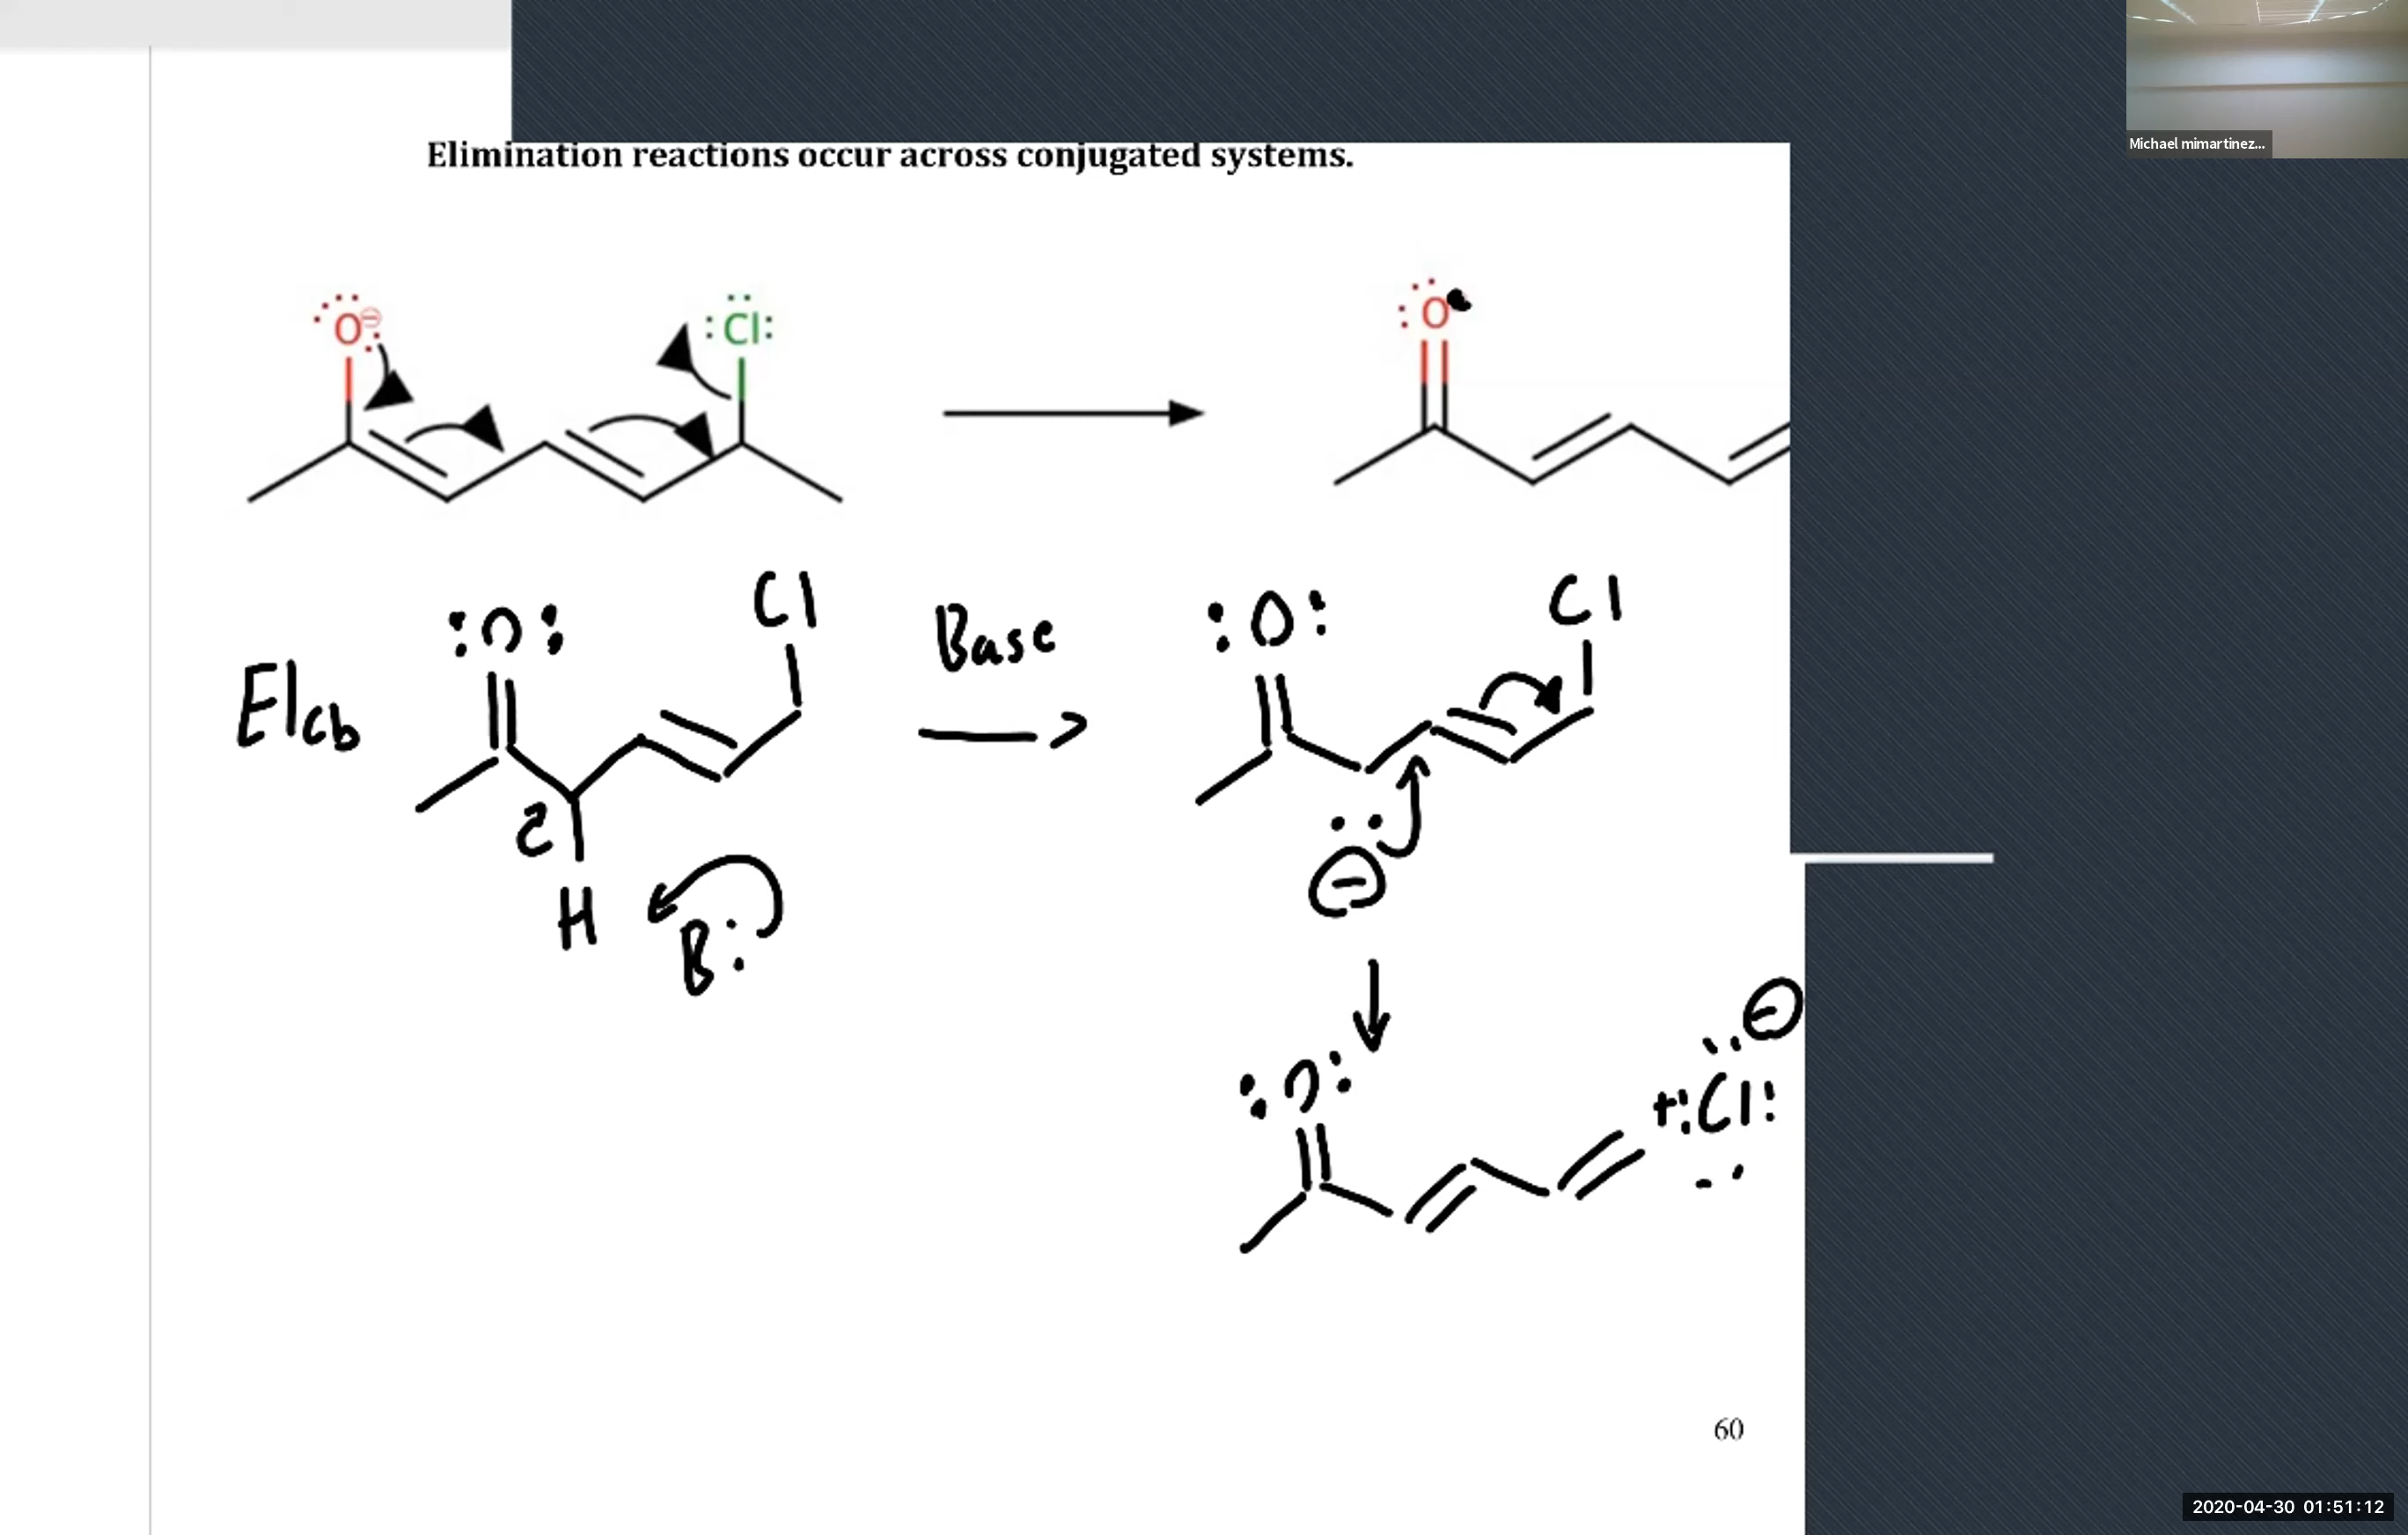 Michael mimartinez...
Elimination reactions occur across conjugated systems.
:O:⊖ :Cl:
:O
E1cb :O: Cl Base :O: Cl
2
H B: ⊖
⊖
:O: +:Cl:
60
2020-04-30 01:51:12